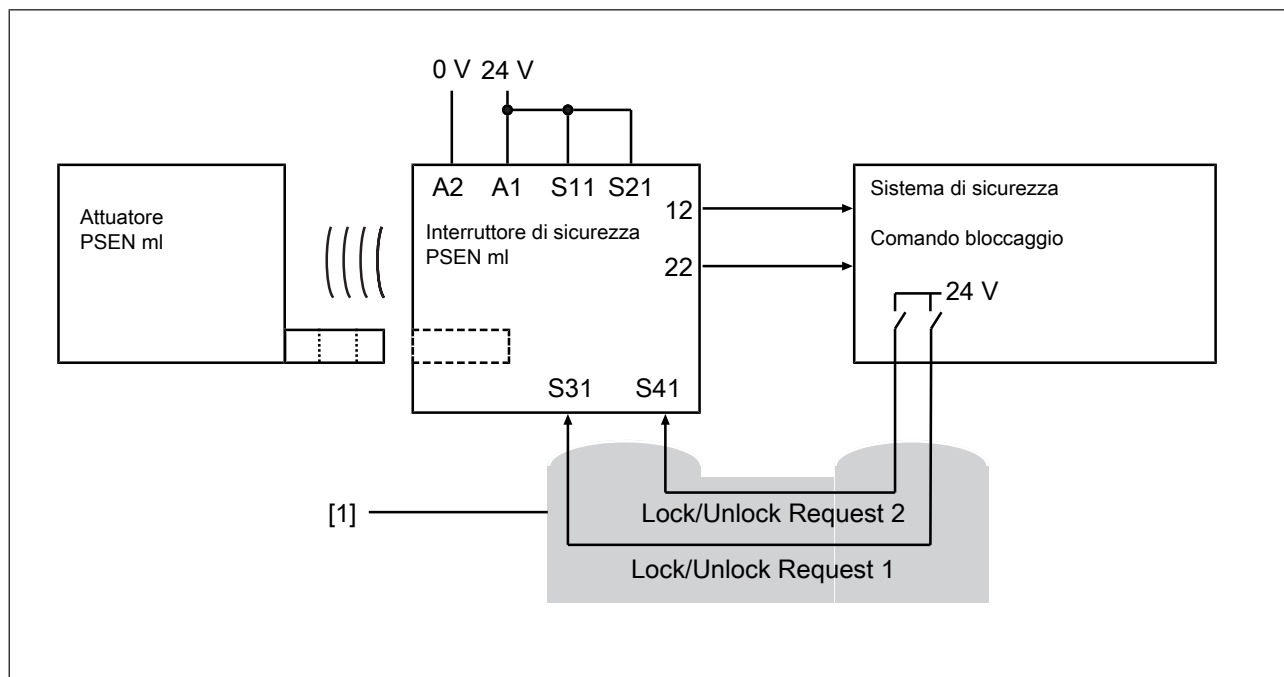 0 V 24 V
Attuatore
PSEN ml
A2 A1 S11 S21
12
Interruttore di sicurezza
PSEN ml
22
S31 S41
Sistema di sicurezza
Comando bloccaggio
24 V
[1]
Lock/Unlock Request 2
Lock/Unlock Request 1